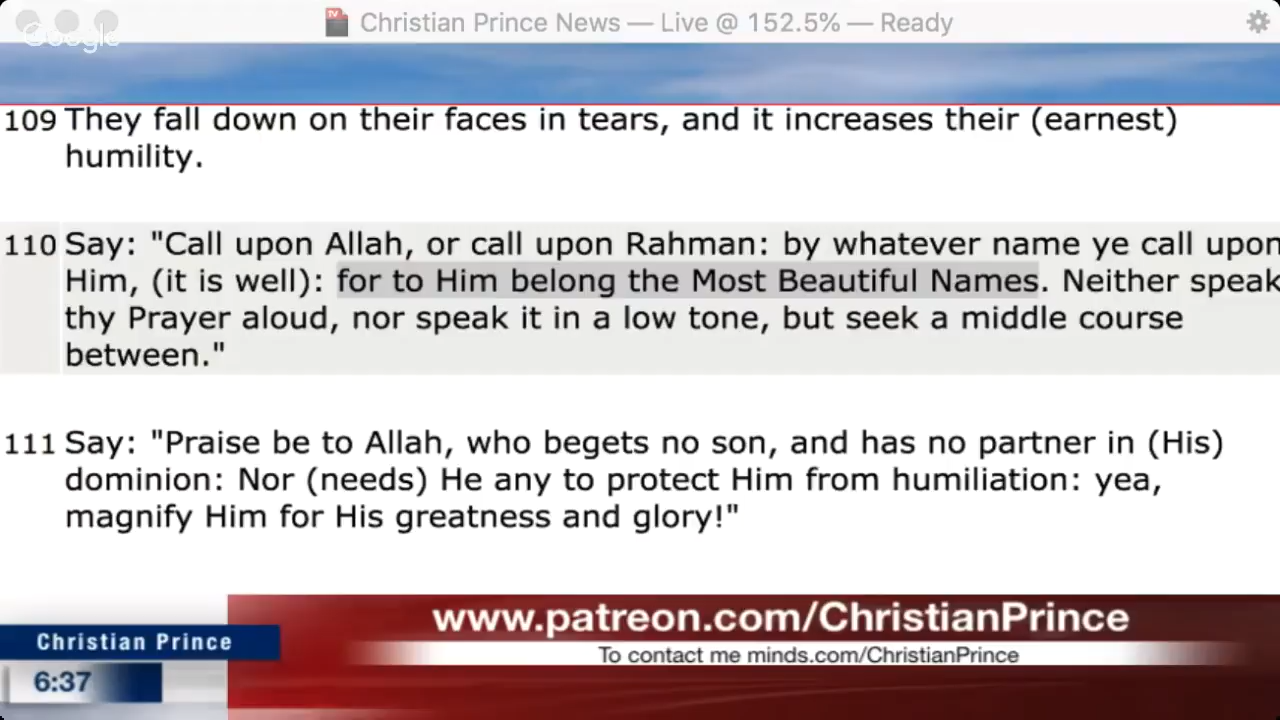 Christian Prince News — Live @ 152.5% — Ready
Google
109 They fall down on their faces in tears, and it increases their (earnest)
humility.
110 Say: "Call upon Allah, or call upon Rahman: by whatever name ye call upon
Him, (it is well): for to Him belong the Most Beautiful Names. Neither speak
thy Prayer aloud, nor speak it in a low tone, but seek a middle course
between."
111 Say: "Praise be to Allah, who begets no son, and has no partner in (His)
dominion: Nor (needs) He any to protect Him from humiliation: yea,
magnify Him for His greatness and glory!"
www.patreon.com/ChristianPrince
Christian Prince
To contact me minds.com/ChristianPrince
6:37